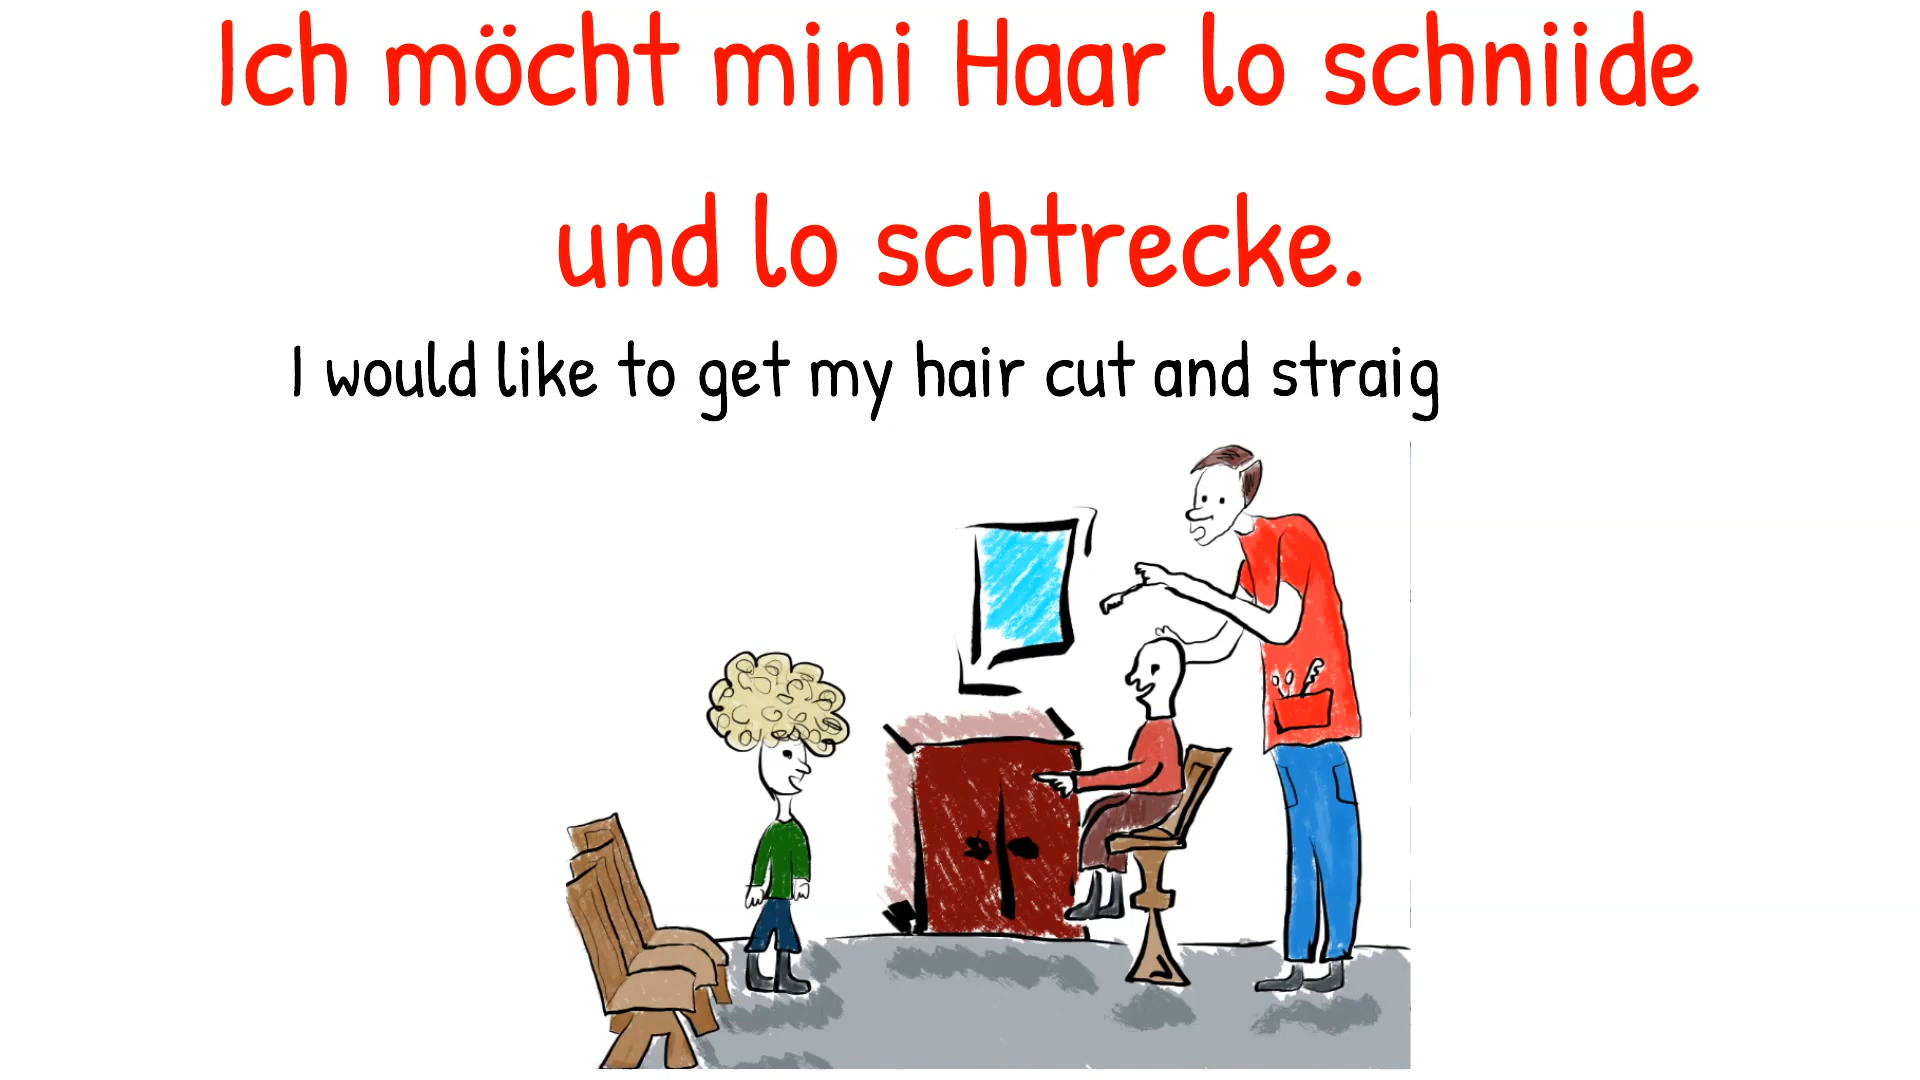 Ich möcht mini Haar lo schniide
und lo schtrecke.
I would like to get my hair cut and straig